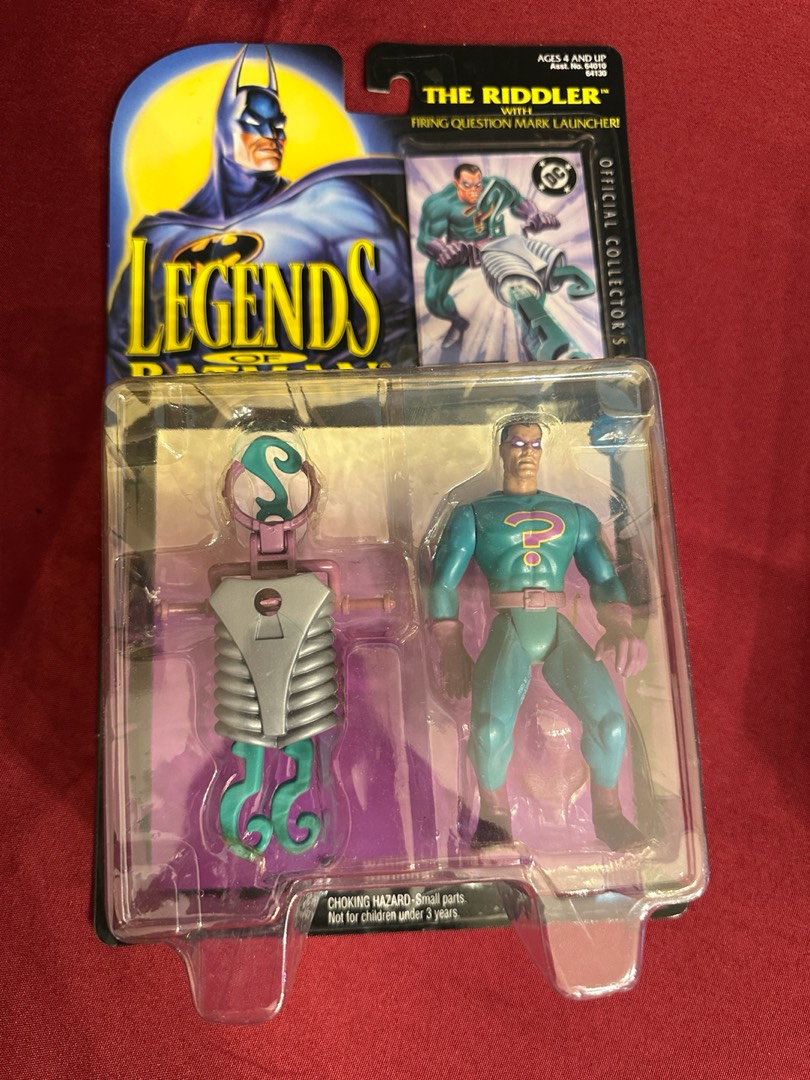 AGES 4 AND UP
Asst. No. 64010
64130
THE RIDDLER™
WITH
FIRING QUESTION MARK LAUNCHER!
DC
OFFICIAL COLLECTOR'S
LEGENDS
OF
BATMAN®
?
CHOKING HAZARD-Small parts.
Not for children under 3 years.